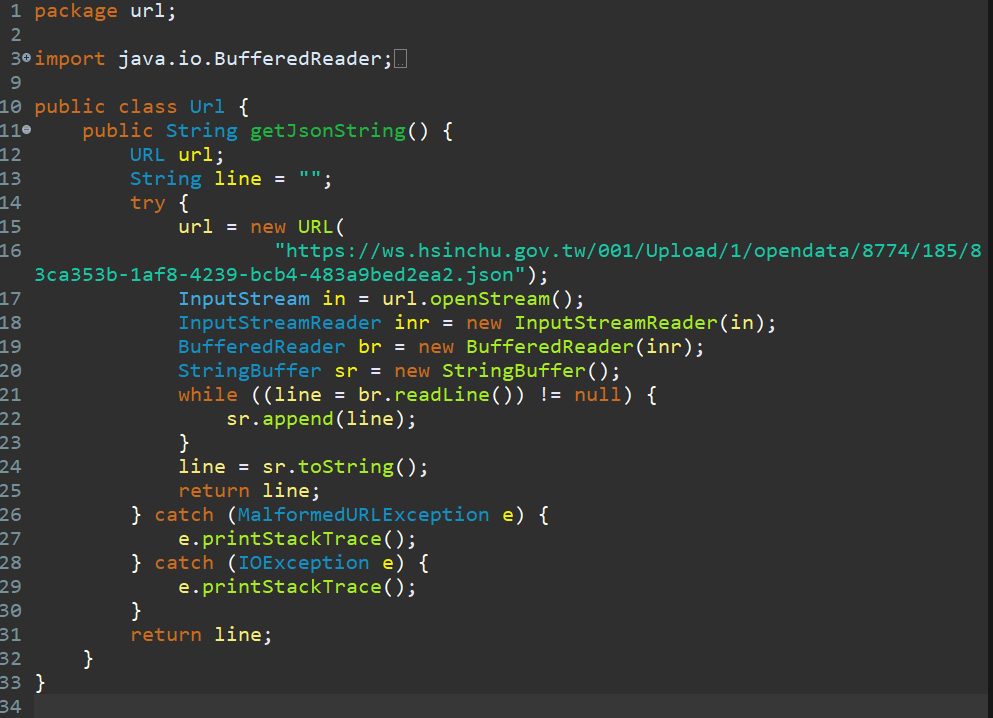 1 package url;
2
3 import java.io.BufferedReader;
9
10 public class Url {
11     public String getJsonString() {
12         URL url;
13         String line = "";
14         try {
15             url = new URL(
16                     "https://ws.hsinchu.gov.tw/001/Upload/1/opendata/8774/185/8
3ca353b-1af8-4239-bcb4-483a9bed2ea2.json");
17             InputStream in = url.openStream();
18             InputStreamReader inr = new InputStreamReader(in);
19             BufferedReader br = new BufferedReader(inr);
20             StringBuffer sr = new StringBuffer();
21             while ((line = br.readLine()) != null) {
22                 sr.append(line);
23             }
24             line = sr.toString();
25             return line;
26         } catch (MalformedURLException e) {
27             e.printStackTrace();
28         } catch (IOException e) {
29             e.printStackTrace();
30         }
31         return line;
32     }
33 }
34